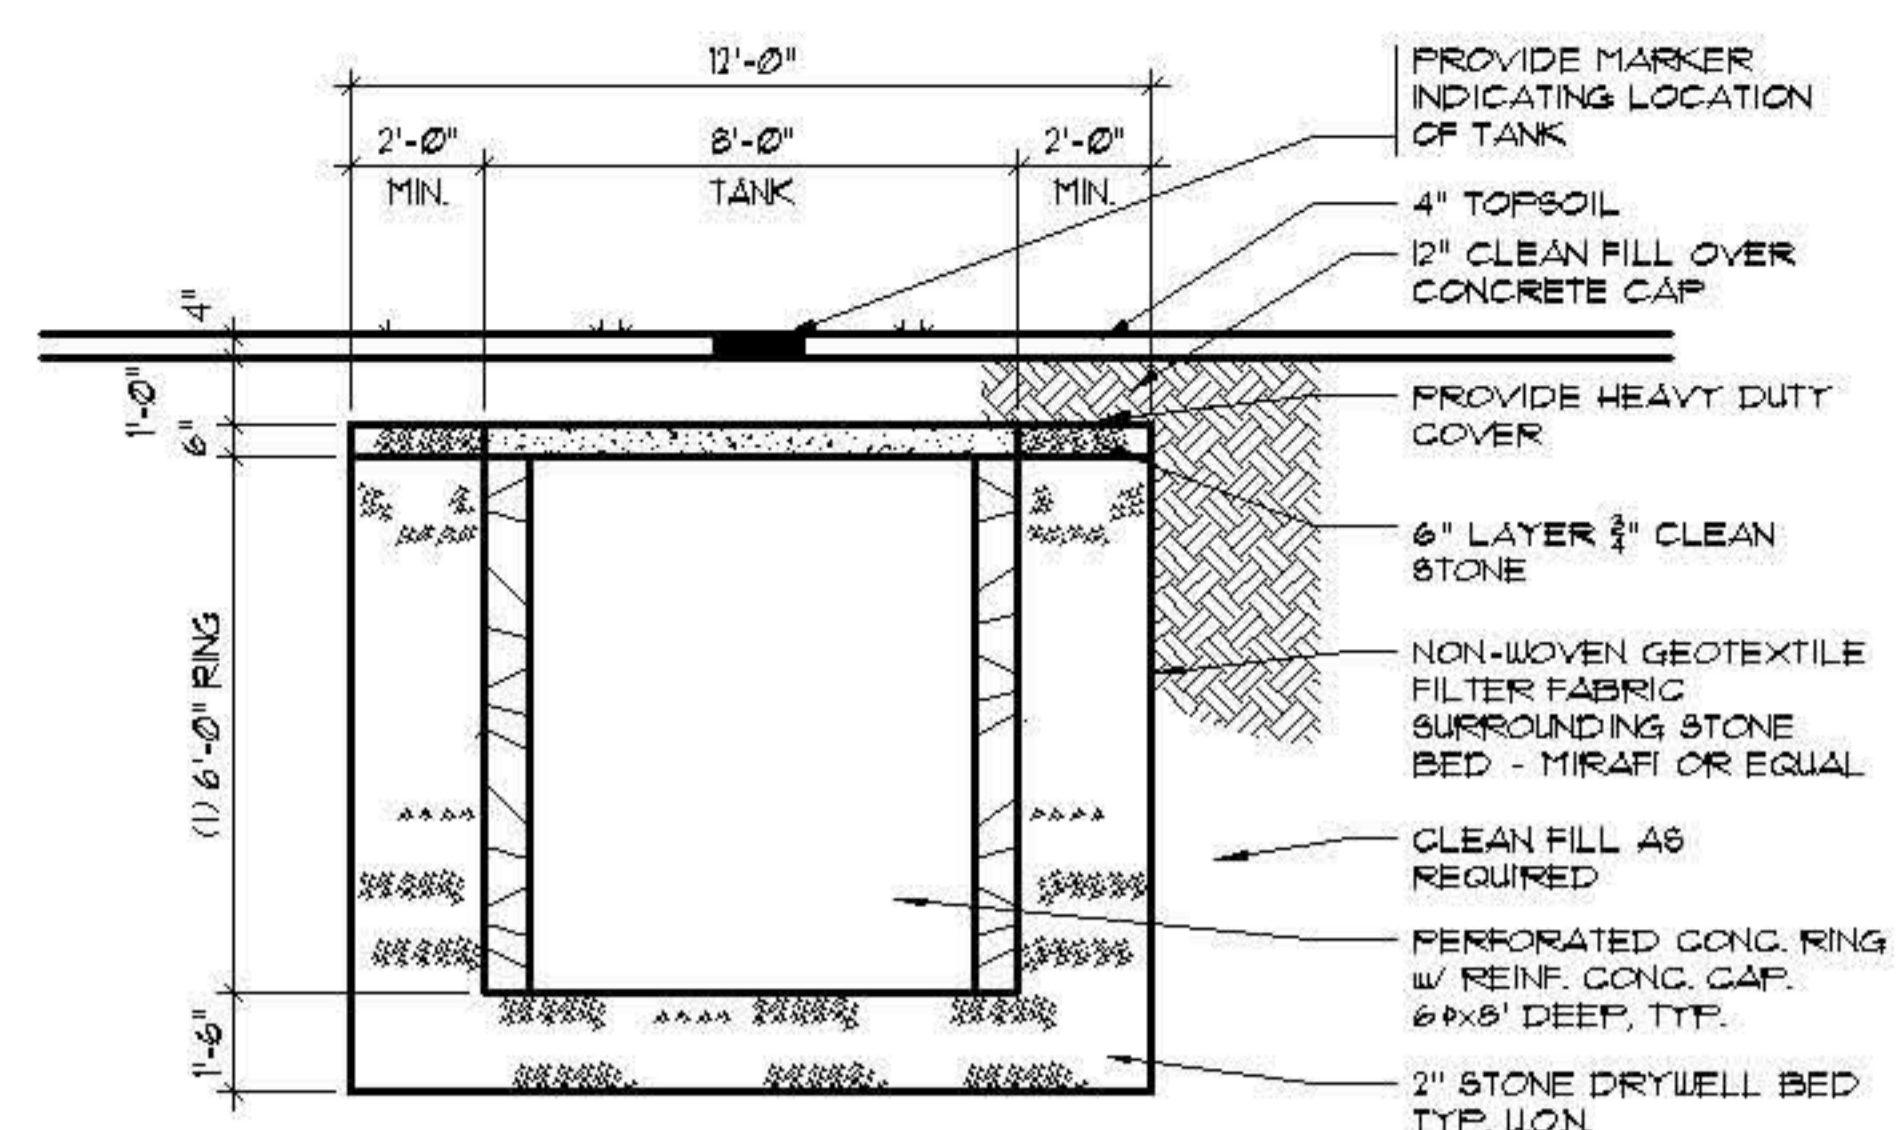 12'-0"
2'-0" 8'-0" 2'-0"
MIN. TANK MIN.
4"
1'-0"
6"
(1) 6'-0" RING
1'-6"
PROVIDE MARKER
INDICATING LOCATION
OF TANK
4" TOPSOIL
12" CLEAN FILL OVER
CONCRETE CAP
PROVIDE HEAVY DUTY
COVER
6" LAYER 3/4" CLEAN
STONE
NON-WOVEN GEOTEXTILE
FILTER FABRIC
SURROUNDING STONE
BED - MIRAFI OR EQUAL
CLEAN FILL AS
REQUIRED
PERFORATED CONC. RING
W/ REINF. CONC. CAP.
6'φx8' DEEP, TYP.
2" STONE DRYWELL BED
TYP. U.O.N.